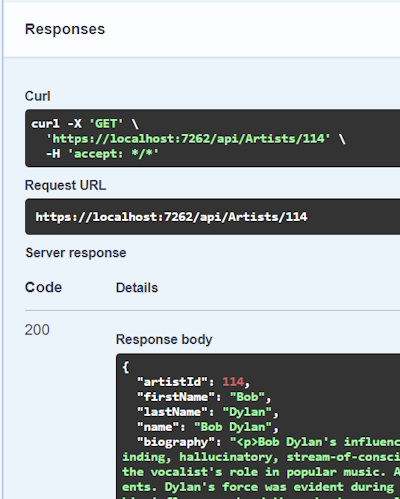 Responses
Curl
curl -X 'GET' \
'https://localhost:7262/api/Artists/114' \
-H 'accept: */*'
Request URL
https://localhost:7262/api/Artists/114
Server response
Code Details
200
Response body
{
"artistId": 114,
"firstName": "Bob",
"lastName": "Dylan",
"name": "Bob Dylan",
"biography": "<p>Bob Dylan's influenc
inding, hallucinatory, stream-of-consci
the vocalist's role in popular music. A
ents. Dylan's force was evident during